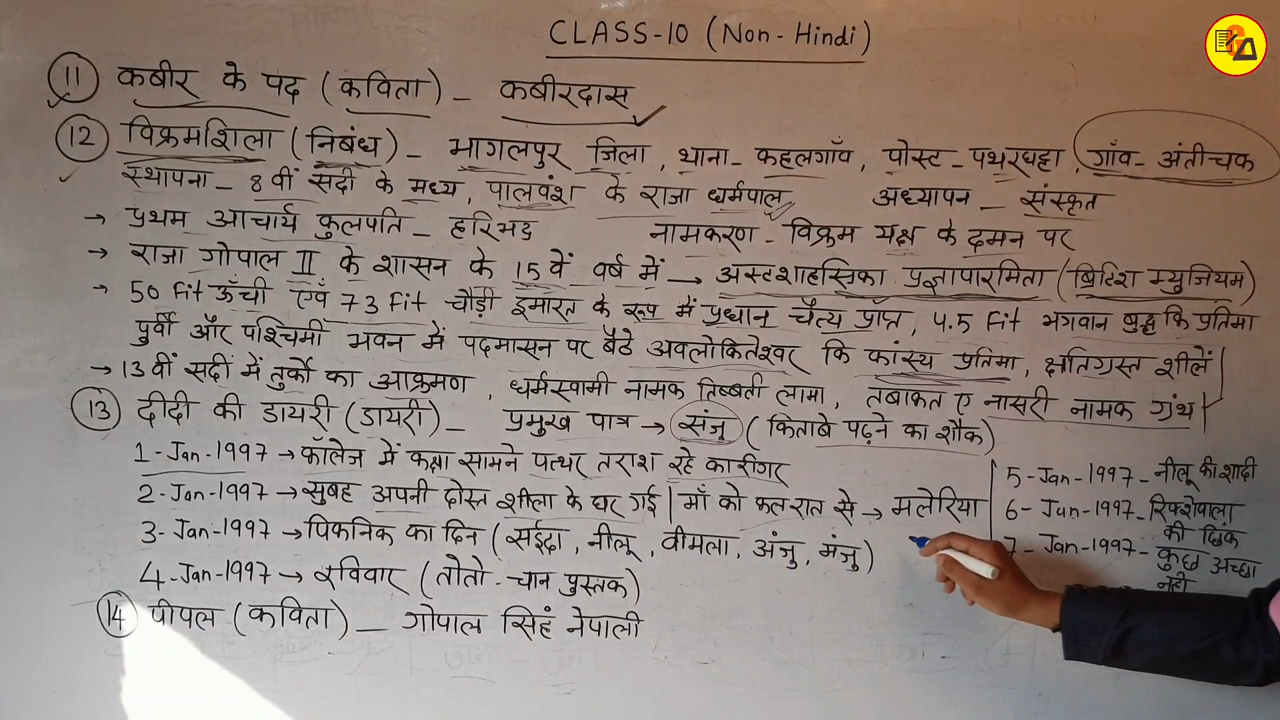 CLASS-10 (Non-Hindi)
11 कबीर के पद (कविता) - कबीरदास
12 विक्रमशिला (निबंध) - भागलपुर जिला, थाना - कहलगाँव, पोस्ट - पथरघट्टा, गाँव - अंतीचक
स्थापना - 8 वीं सदी के मध्य, पालवंश के राजा धर्मपाल अध्यापन - संस्कृत
→ प्रथम आचार्य कुलपति - हरिभद्र नामकरण - विक्रम यक्ष के दमन पर
→ राजा गोपाल II के शासन के 15 वें वर्ष में → अस्टशाहस्त्रिका प्रज्ञापारमिता (ब्रिटिश म्युजियम)
→ 50 Fit ऊँची एवँ 73 Fit चौड़ी इमारत के रूप में प्रधान चैत्य प्राप्त, 4.5 Fit भगवान बुद्ध कि प्रतिमा
पुर्वी और पश्चिमी भवन में पदमासन पर बैठे अवलोकितेश्वर कि कांस्य प्रतिमा, क्षतिग्रस्त शीलें
→ 13 वीं सदीं में तुर्को का आक्रमण, धर्मस्वामी नामक तिब्बती लामा, तबाकत ए नासरी नामक ग्रंथ
13 दीदी की डायरी (डायरी) - प्रमुख पात्र → संजू (किताबे पढ़ने का शौक)
1-Jan-1997 → कॉलेज में कक्षा सामने पत्थर तराश रहे कारीगर
2-Jan-1997 → सुबह अपनी दोस्त शीला के घर गई | माँ को कल रात से → मलेरिया
3-Jan-1997 → पिकनिक का दिन (सईदा, नीलू, वीमला, अंजु, मंजु)
4-Jan-1997 → रविवार (तोतो-चान पुस्तक)
5-Jan-1997 - नीलू की शादी
6-Jan-1997 - रिक्शेवाला
की
7-Jan-1997 - कुछ अच्छा
नही
14 पीपल (कविता) - गोपाल सिहं नेपाली